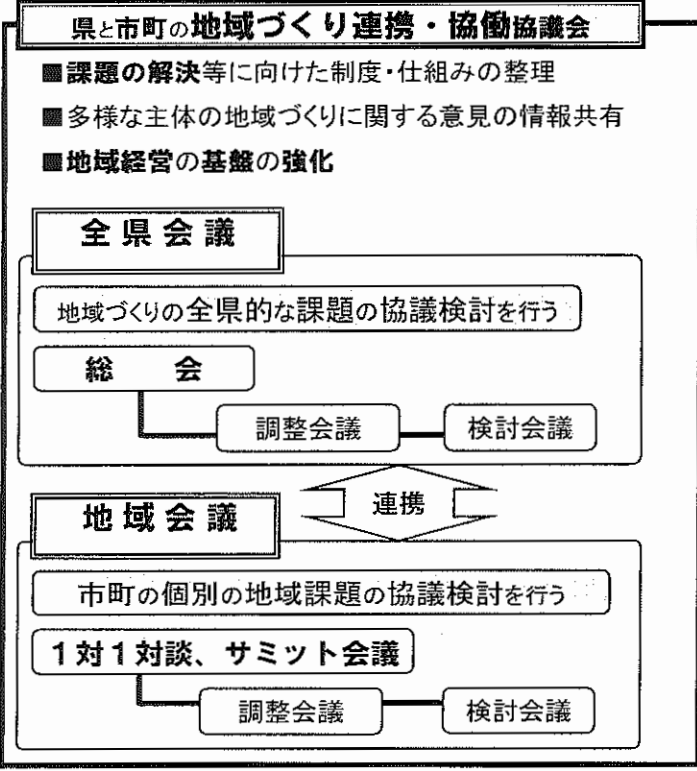 県と市町の地域づくり連携・協働協議会
■課題の解決等に向けた制度・仕組みの整理
■多様な主体の地域づくりに関する意見の情報共有
■地域経営の基盤の強化
全県会議
地域づくりの全県的な課題の協議検討を行う
総　会
調整会議
検討会議
連携
地域会議
市町の個別の地域課題の協議検討を行う
1対1対談、サミット会議
調整会議
検討会議